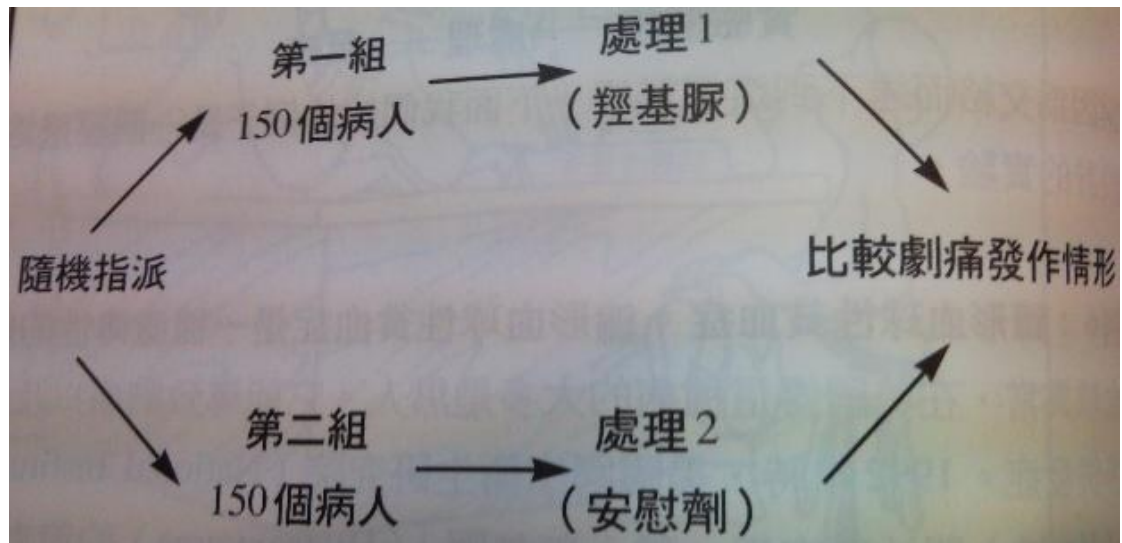 第一組
150個病人
處理1
(羥基脲)
隨機指派
比較劇痛發作情形
第二組
150個病人
處理2
(安慰劑)